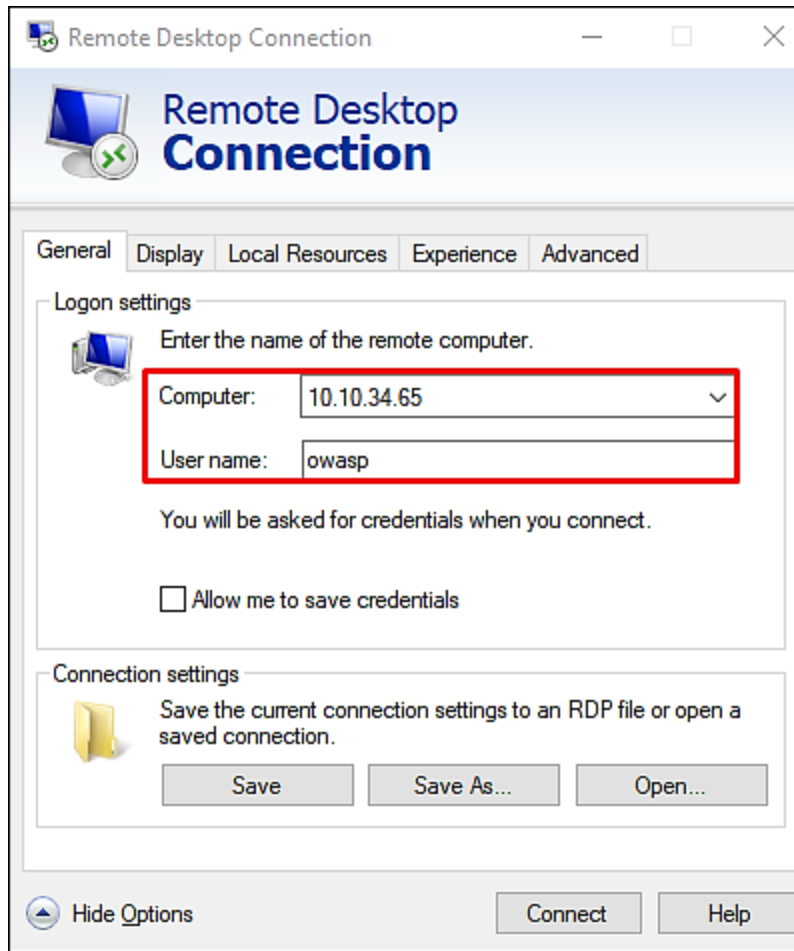 Remote Desktop Connection
Remote Desktop
Connection
General Display Local Resources Experience Advanced
Logon settings
Enter the name of the remote computer.
Computer: 10.10.34.65
User name: owasp
You will be asked for credentials when you connect.
Allow me to save credentials
Connection settings
Save the current connection settings to an RDP file or open a
saved connection.
Save Save As... Open...
Hide Options Connect Help